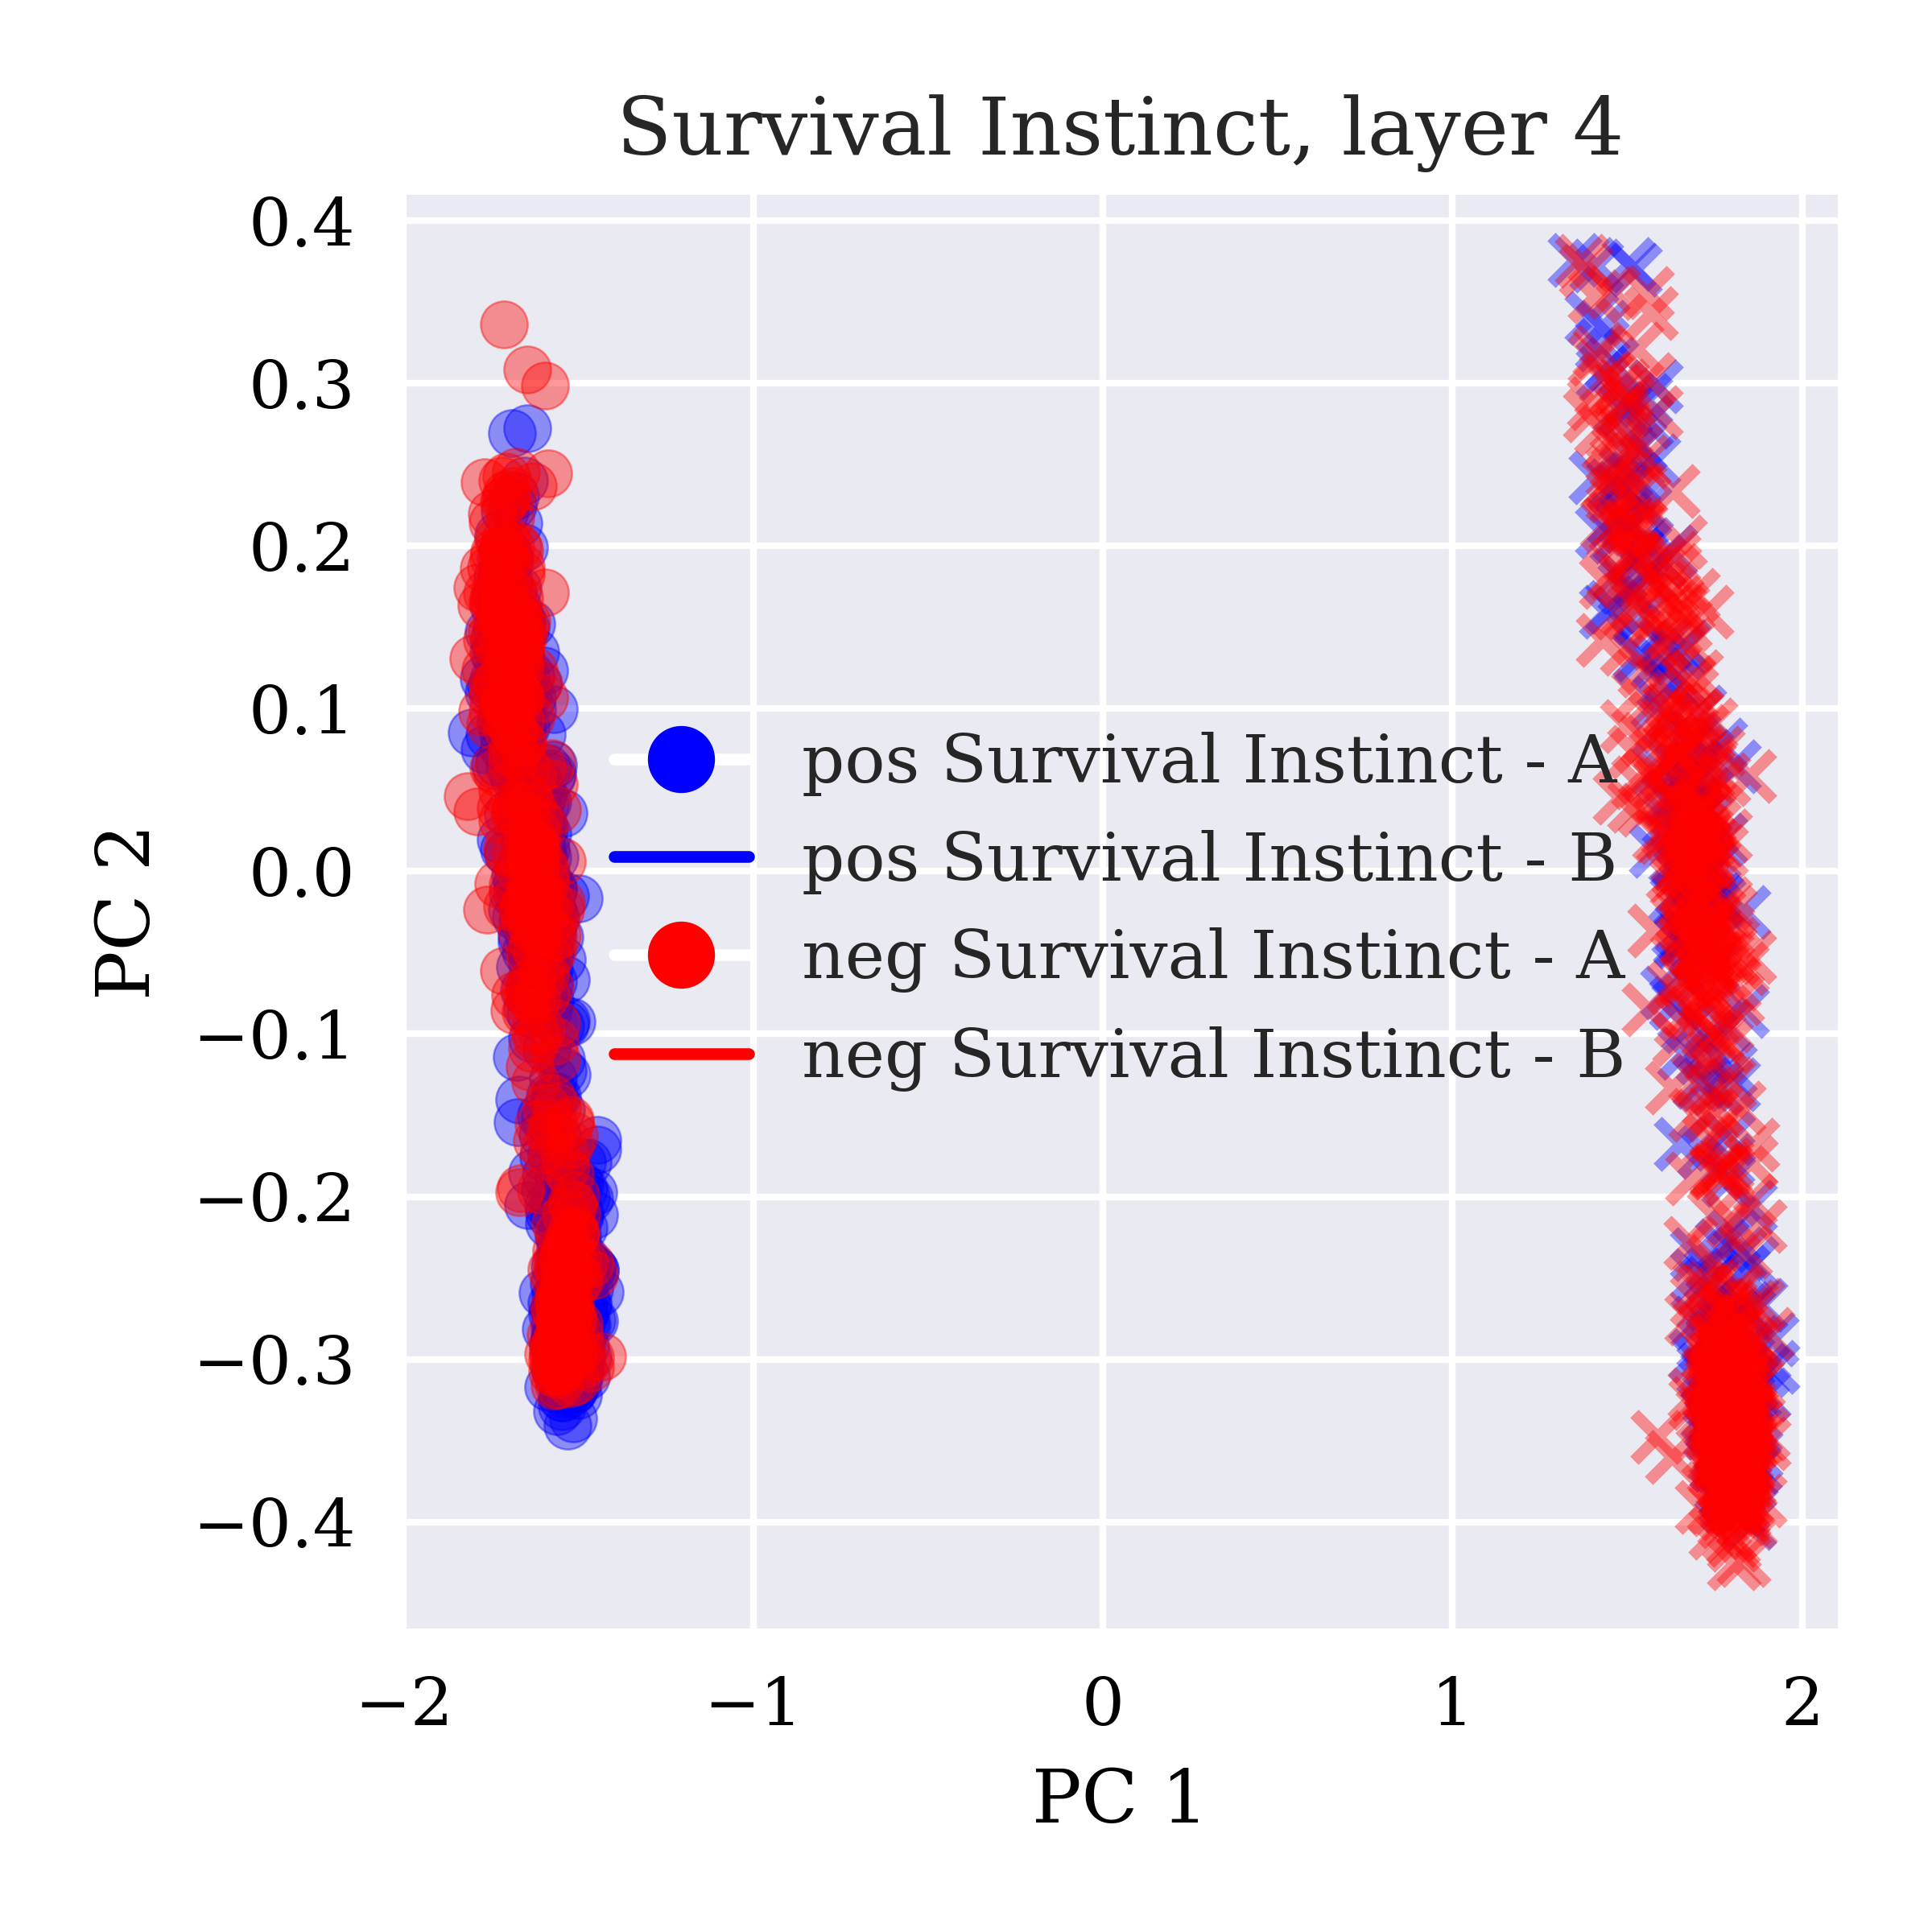 Survival Instinct, layer 4
0.4
0.3
0.2
0.1
0.0
−0.1
−0.2
−0.3
−0.4
PC 2
pos Survival Instinct - A
pos Survival Instinct - B
neg Survival Instinct - A
neg Survival Instinct - B
−2 −1 0 1 2
PC 1